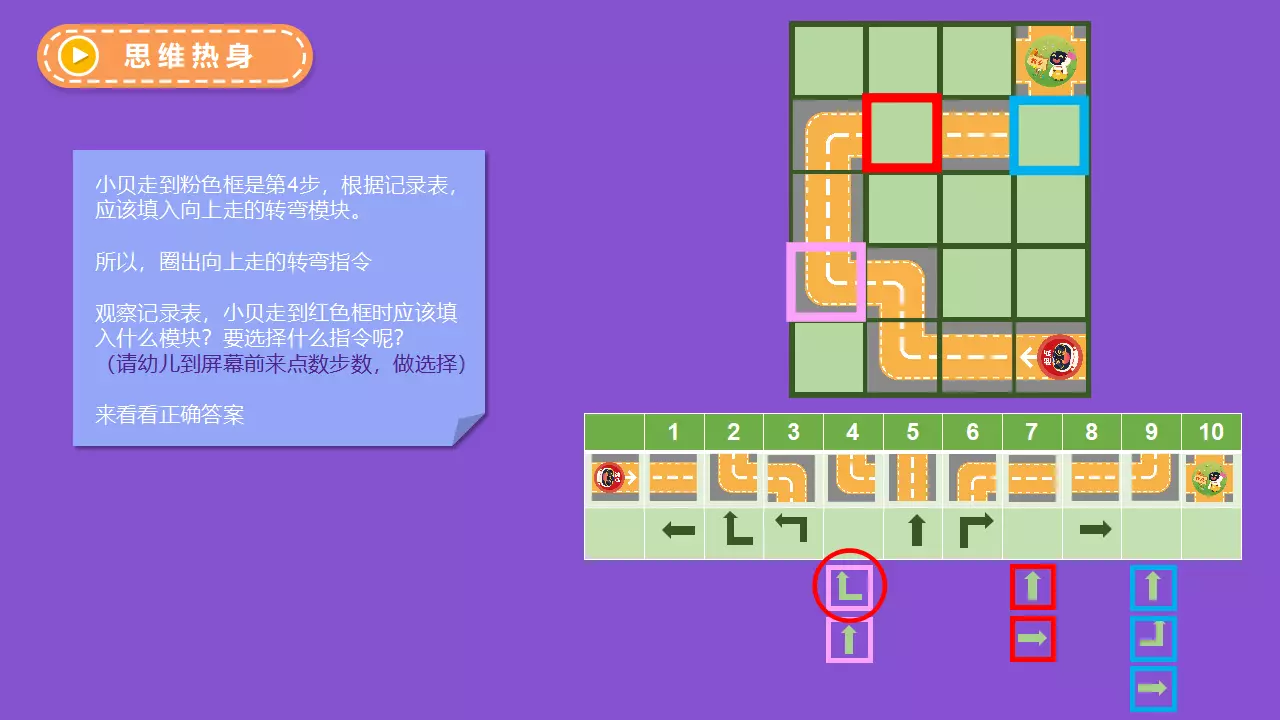 思维热身
小贝走到粉色框是第4步，根据记录表，
应该填入向上走的转弯模块。
所以，圈出向上走的转弯指令
观察记录表，小贝走到红色框时应该填
入什么模块？要选择什么指令呢？
（请幼儿到屏幕前来点数步数，做选择）
来看看正确答案
1 2 3 4 5 6 7 8 9 10